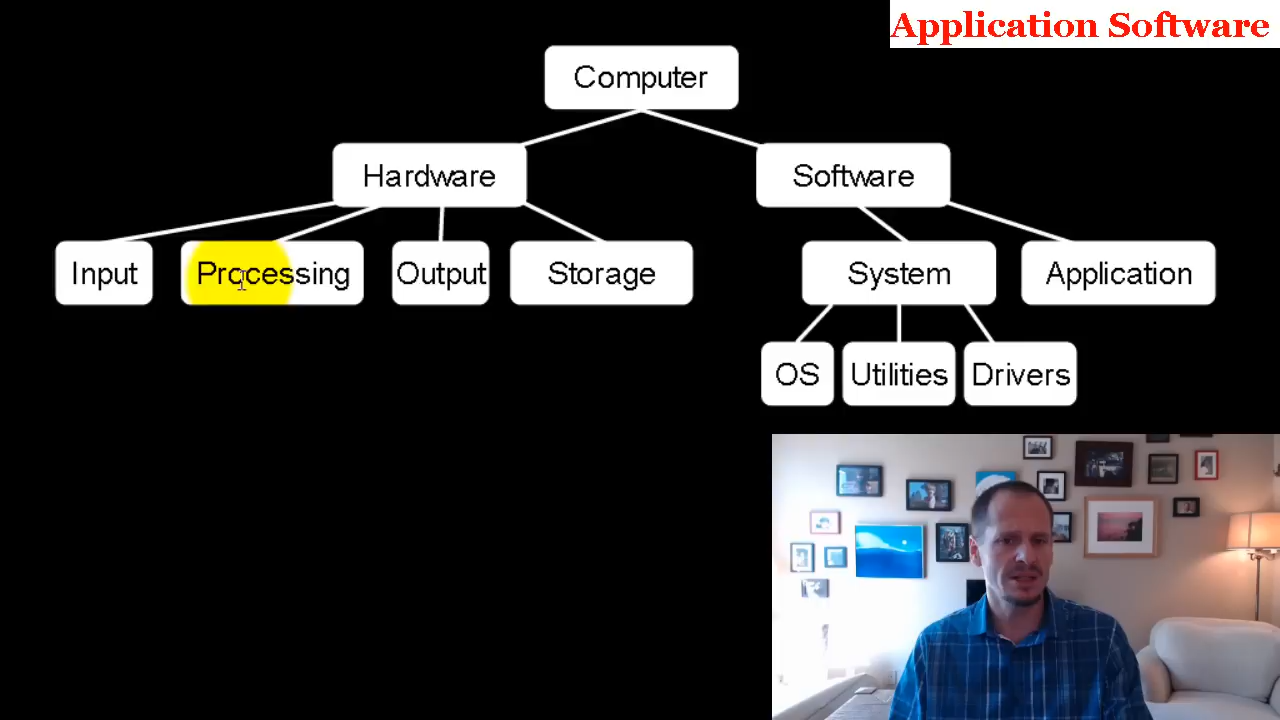 Application Software
Computer
Hardware
Software
Input
Processing
Output
Storage
System
Application
OS
Utilities
Drivers